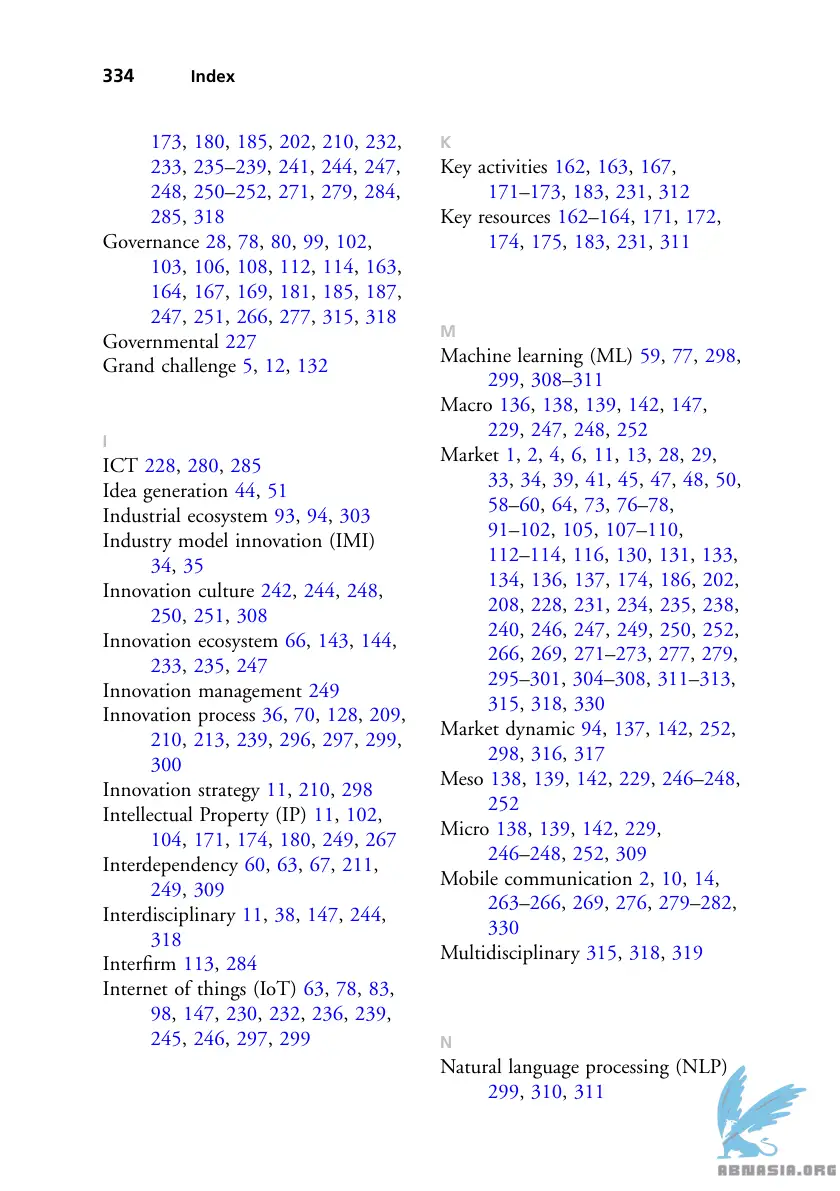 334 Index
173, 180, 185, 202, 210, 232,
233, 235–239, 241, 244, 247,
248, 250–252, 271, 279, 284,
285, 318
Governance 28, 78, 80, 99, 102,
103, 106, 108, 112, 114, 163,
164, 167, 169, 181, 185, 187,
247, 251, 266, 277, 315, 318
Governmental 227
Grand challenge 5, 12, 132
I
ICT 228, 280, 285
Idea generation 44, 51
Industrial ecosystem 93, 94, 303
Industry model innovation (IMI)
34, 35
Innovation culture 242, 244, 248,
250, 251, 308
Innovation ecosystem 66, 143, 144,
233, 235, 247
Innovation management 249
Innovation process 36, 70, 128, 209,
210, 213, 239, 296, 297, 299,
300
Innovation strategy 11, 210, 298
Intellectual Property (IP) 11, 102,
104, 171, 174, 180, 249, 267
Interdependency 60, 63, 67, 211,
249, 309
Interdisciplinary 11, 38, 147, 244,
318
Interfirm 113, 284
Internet of things (IoT) 63, 78, 83,
98, 147, 230, 232, 236, 239,
245, 246, 297, 299
K
Key activities 162, 163, 167,
171–173, 183, 231, 312
Key resources 162–164, 171, 172,
174, 175, 183, 231, 311
M
Machine learning (ML) 59, 77, 298,
299, 308–311
Macro 136, 138, 139, 142, 147,
229, 247, 248, 252
Market 1, 2, 4, 6, 11, 13, 28, 29,
33, 34, 39, 41, 45, 47, 48, 50,
58–60, 64, 73, 76–78,
91–102, 105, 107–110,
112–114, 116, 130, 131, 133,
134, 136, 137, 174, 186, 202,
208, 228, 231, 234, 235, 238,
240, 246, 247, 249, 250, 252,
266, 269, 271–273, 277, 279,
295–301, 304–308, 311–313,
315, 318, 330
Market dynamic 94, 137, 142, 252,
298, 316, 317
Meso 138, 139, 142, 229, 246–248,
252
Micro 138, 139, 142, 229,
246–248, 252, 309
Mobile communication 2, 10, 14,
263–266, 269, 276, 279–282,
330
Multidisciplinary 315, 318, 319
N
Natural language processing (NLP)
299, 310, 311
ABNASIA.ORG